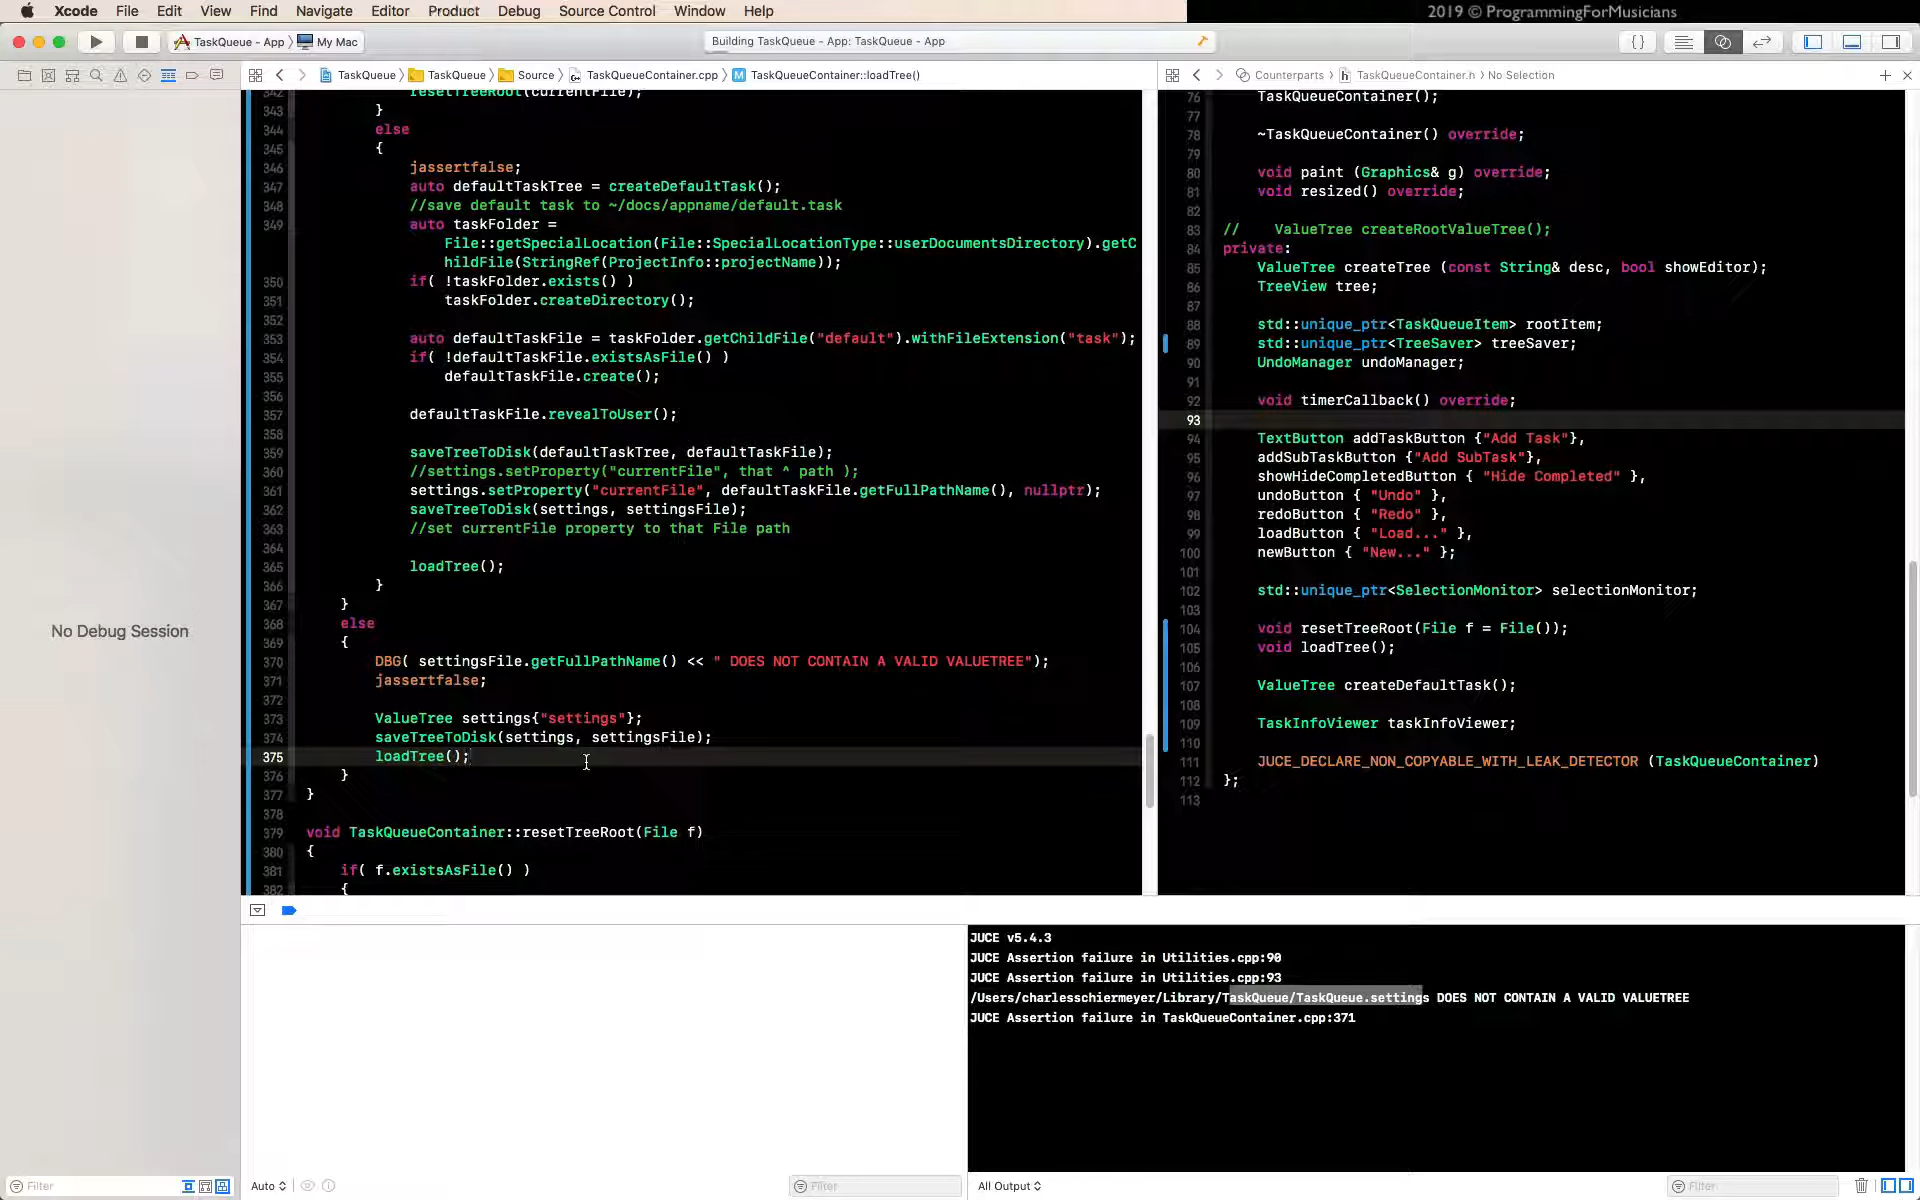 Xcode File Edit View Find Navigate Editor Product Debug Source Control Window Help
2019 © ProgrammingForMusicians
TaskQueue - App My Mac
Building TaskQueue - App: TaskQueue - App
TaskQueue TaskQueue Source TaskQueueContainer.cpp TaskQueueContainer::loadTree()
342 resetTreeRoot(currentFile);
343 }
344 else
345 {
346 jassertfalse;
347 auto defaultTaskTree = createDefaultTask();
348 //save default task to ~/docs/appname/default.task
349 auto taskFolder =
File::getSpecialLocation(File::SpecialLocationType::userDocumentsDirectory).getC
hildFile(StringRef(ProjectInfo::projectName));
350 if( !taskFolder.exists() )
351 taskFolder.createDirectory();
352
353 auto defaultTaskFile = taskFolder.getChildFile("default").withFileExtension("task");
354 if( !defaultTaskFile.existsAsFile() )
355 defaultTaskFile.create();
356
357 defaultTaskFile.revealToUser();
358
359 saveTreeToDisk(defaultTaskTree, defaultTaskFile);
360 //settings.setProperty("currentFile", that ^ path );
361 settings.setProperty("currentFile", defaultTaskFile.getFullPathName(), nullptr);
362 saveTreeToDisk(settings, settingsFile);
363 //set currentFile property to that File path
364
365 loadTree();
366 }
367 }
368 else
369 {
370 DBG( settingsFile.getFullPathName() << " DOES NOT CONTAIN A VALID VALUETREE");
371 jassertfalse;
372
373 ValueTree settings{"settings"};
374 saveTreeToDisk(settings, settingsFile);
375 loadTree();
376 }
377 }
378
379 void TaskQueueContainer::resetTreeRoot(File f)
380 {
381 if( f.existsAsFile() )
382 {
Counterparts TaskQueueContainer.h No Selection
76 TaskQueueContainer();
77
78 ~TaskQueueContainer() override;
79
80 void paint (Graphics& g) override;
81 void resized() override;
82
83 // ValueTree createRootValueTree();
84 private:
85 ValueTree createTree (const String& desc, bool showEditor);
86 TreeView tree;
87
88 std::unique_ptr<TaskQueueItem> rootItem;
89 std::unique_ptr<TreeSaver> treeSaver;
90 UndoManager undoManager;
91
92 void timerCallback() override;
93
94 TextButton addTaskButton {"Add Task"},
95 addSubTaskButton {"Add SubTask"},
96 showHideCompletedButton { "Hide Completed" },
97 undoButton { "Undo" },
98 redoButton { "Redo" },
99 loadButton { "Load..." },
100 newButton { "New..." };
101
102 std::unique_ptr<SelectionMonitor> selectionMonitor;
103
104 void resetTreeRoot(File f = File());
105 void loadTree();
106
107 ValueTree createDefaultTask();
108
109 TaskInfoViewer taskInfoViewer;
110
111 JUCE_DECLARE_NON_COPYABLE_WITH_LEAK_DETECTOR (TaskQueueContainer)
112 };
113
No Debug Session
JUCE v5.4.3
JUCE Assertion failure in Utilities.cpp:90
JUCE Assertion failure in Utilities.cpp:93
/Users/charlesschiermeyer/Library/TaskQueue/TaskQueue.settings DOES NOT CONTAIN A VALID VALUETREE
JUCE Assertion failure in TaskQueueContainer.cpp:371
Filter
Auto
Filter
All Output
Filter